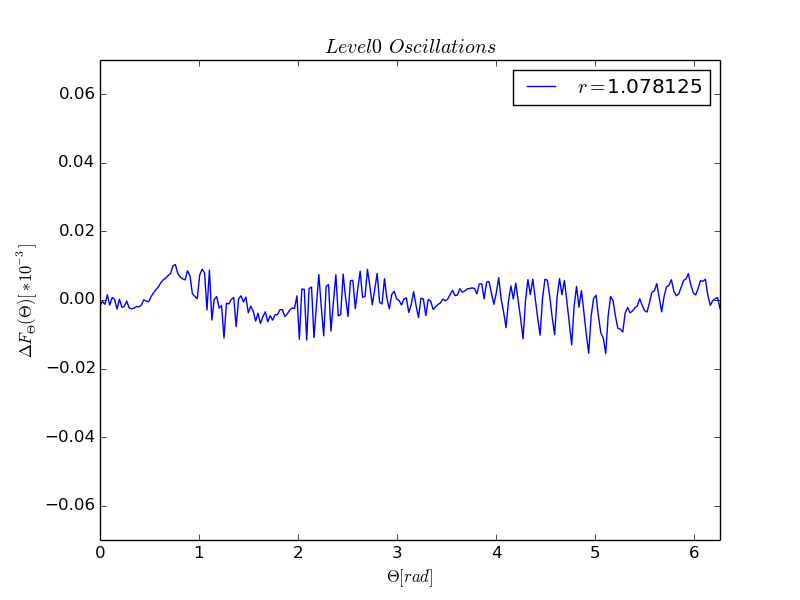 Level0 Oscillations
r = 1.078125
0.06
0.04
0.02
0.00
−0.02
−0.04
−0.06
ΔF_Θ(Θ)[∗10^{−3}]
0 1 2 3 4 5 6
Θ[rad]